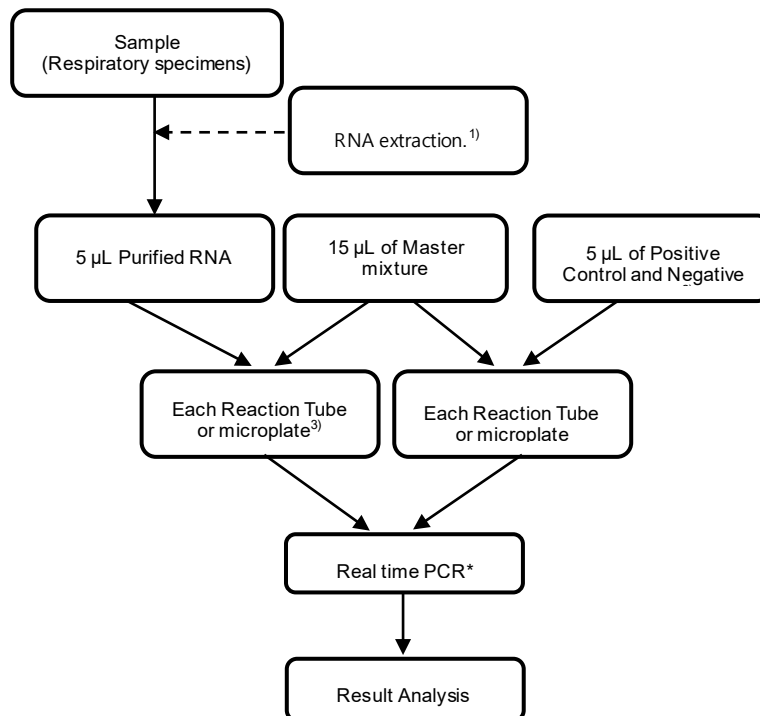 Sample
(Respiratory specimens)
RNA extraction.1)
5 µL Purified RNA
15 µL of Master
mixture
5 µL of Positive
Control and Negative
Each Reaction Tube
or microplate3)
Each Reaction Tube
or microplate
Real time PCR*
Result Analysis